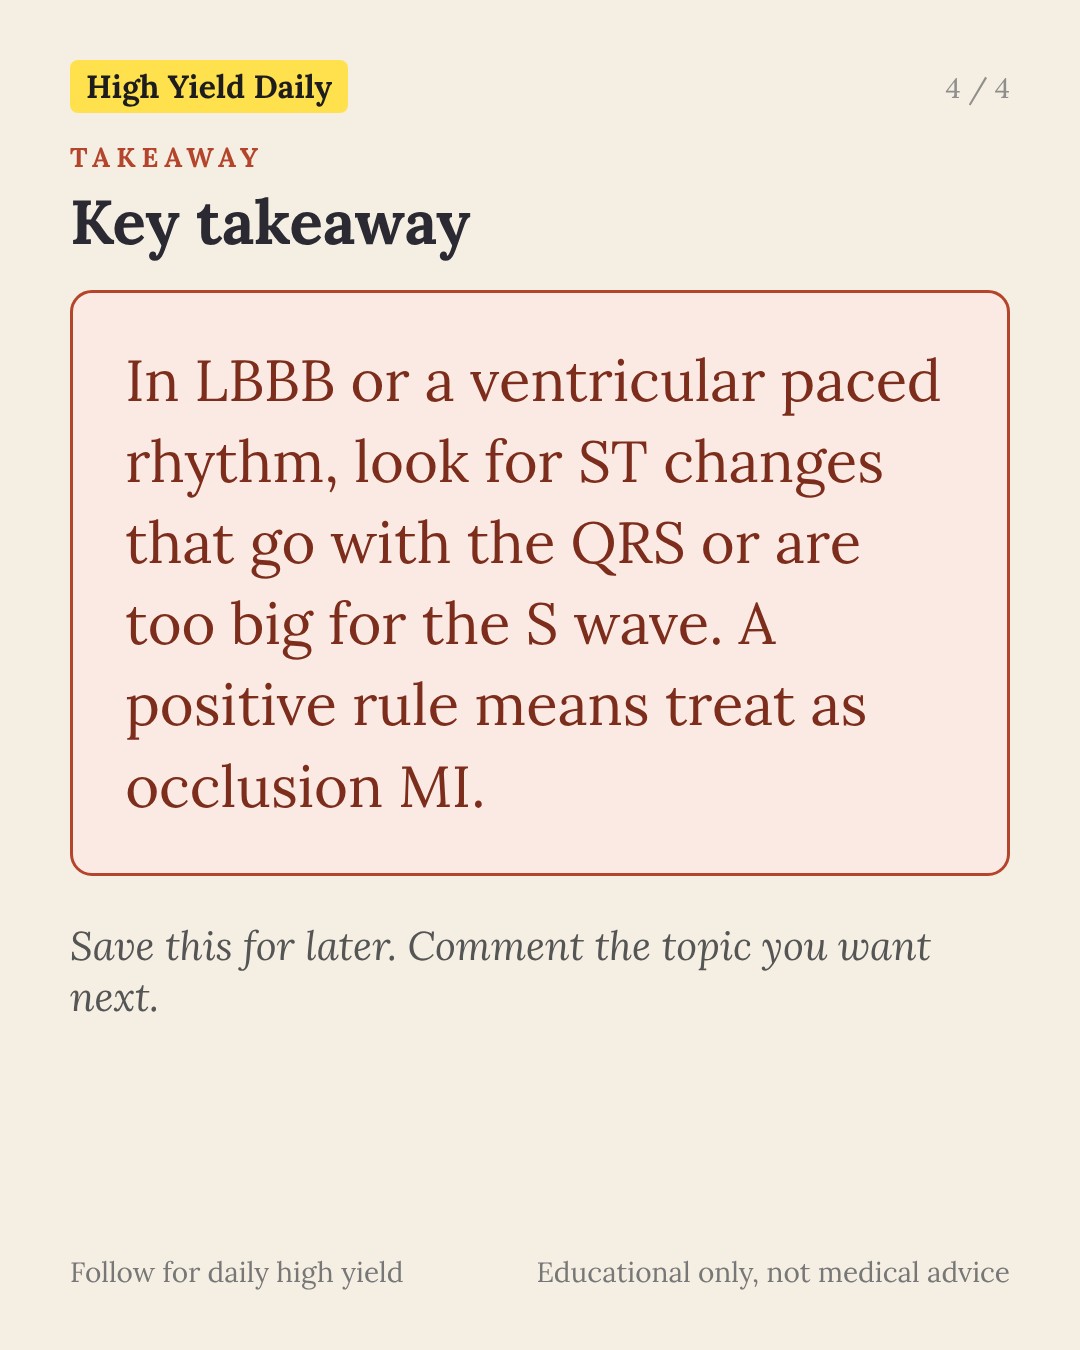 High Yield Daily
4 / 4
TAKEAWAY
Key takeaway
In LBBB or a ventricular paced
rhythm, look for ST changes
that go with the QRS or are
too big for the S wave. A
positive rule means treat as
occlusion MI.
Save this for later. Comment the topic you want
next.
Follow for daily high yield
Educational only, not medical advice